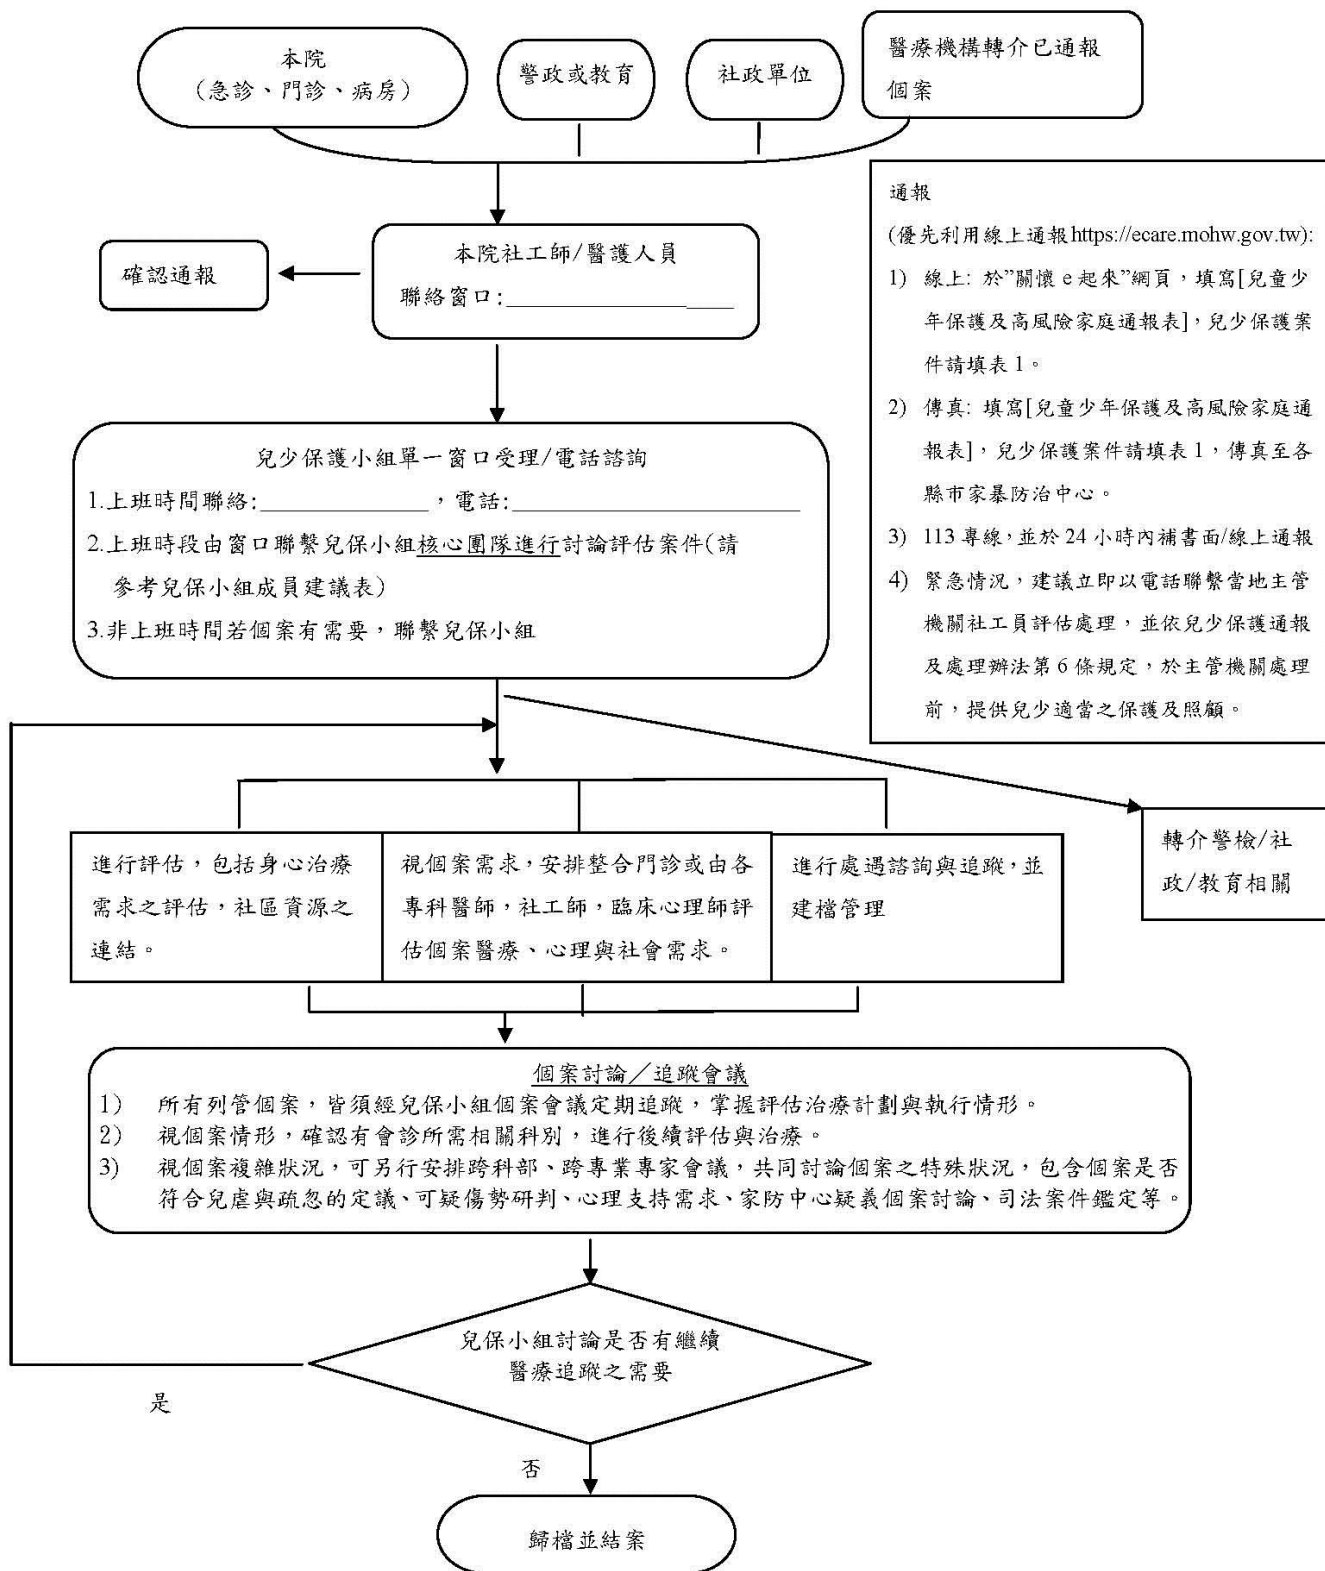 本院
（急診、門診、病房）
警政或教育
社政單位
醫療機構轉介已通報
個案
通報
(優先利用線上通報 https://ecare.mohw.gov.tw):
1) 線上: 於”關懷 e 起來”網頁，填寫[兒童少
年保護及高風險家庭通報表]，兒少保護案
件請填表 1。
2) 傳真: 填寫[兒童少年保護及高風險家庭通
報表]，兒少保護案件請填表 1，傳真至各
縣市家暴防治中心。
3) 113 專線，並於 24 小時內補書面/線上通報
4) 緊急情況，建議立即以電話聯繫當地主管
機關社工員評估處理，並依兒少保護通報
及處理辦法第 6 條規定，於主管機關處理
前，提供兒少適當之保護及照顧。
確認通報
本院社工師/醫護人員
聯絡窗口:____________________
兒少保護小組單一窗口受理/電話諮詢
1.上班時間聯絡:______________，電話:________________________
2.上班時段由窗口聯繫兒保小組核心團隊進行討論評估案件(請
參考兒保小組成員建議表)
3.非上班時間若個案有需要，聯繫兒保小組
進行評估，包括身心治療
需求之評估，社區資源之
連結。
視個案需求，安排整合門診或由各
專科醫師，社工師，臨床心理師評
估個案醫療、心理與社會需求。
進行處遇諮詢與追蹤，並
建檔管理
轉介警檢/社
政/教育相關
個案討論／追蹤會議
1) 所有列管個案，皆須經兒保小組個案會議定期追蹤，掌握評估治療計劃與執行情形。
2) 視個案情形，確認有會診所需相關科別，進行後續評估與治療。
3) 視個案複雜狀況，可另行安排跨科部、跨專業專家會議，共同討論個案之特殊狀況，包含個案是否
符合兒虐與疏忽的定議、可疑傷勢研判、心理支持需求、家防中心疑義個案討論、司法案件鑑定等。
兒保小組討論是否有繼續
醫療追蹤之需要
是
否
歸檔並結案